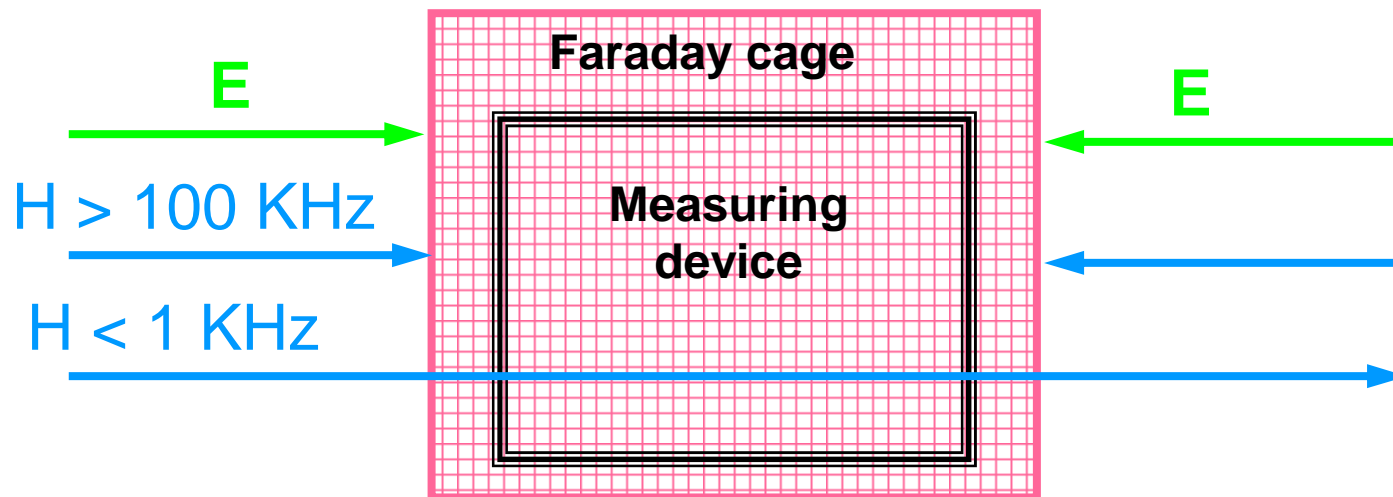 Faraday cage
E
E
H > 100 KHz
Measuring
device
H < 1 KHz